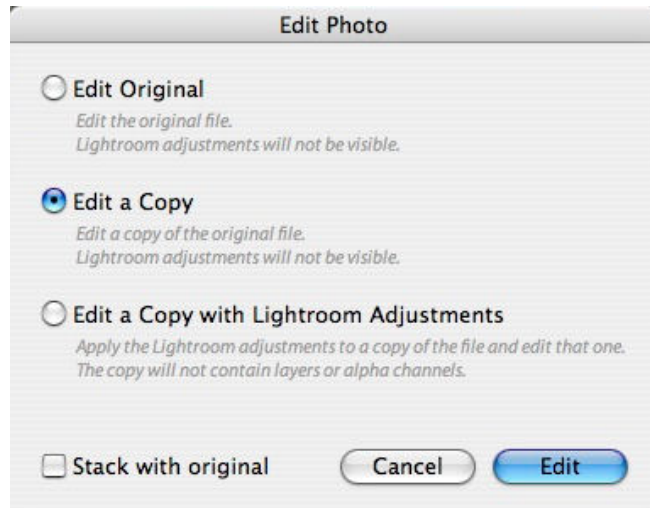 Edit Photo
Edit Original
Edit the original file.
Lightroom adjustments will not be visible.
Edit a Copy
Edit a copy of the original file.
Lightroom adjustments will not be visible.
Edit a Copy with Lightroom Adjustments
Apply the Lightroom adjustments to a copy of the file and edit that one.
The copy will not contain layers or alpha channels.
Stack with original Cancel Edit